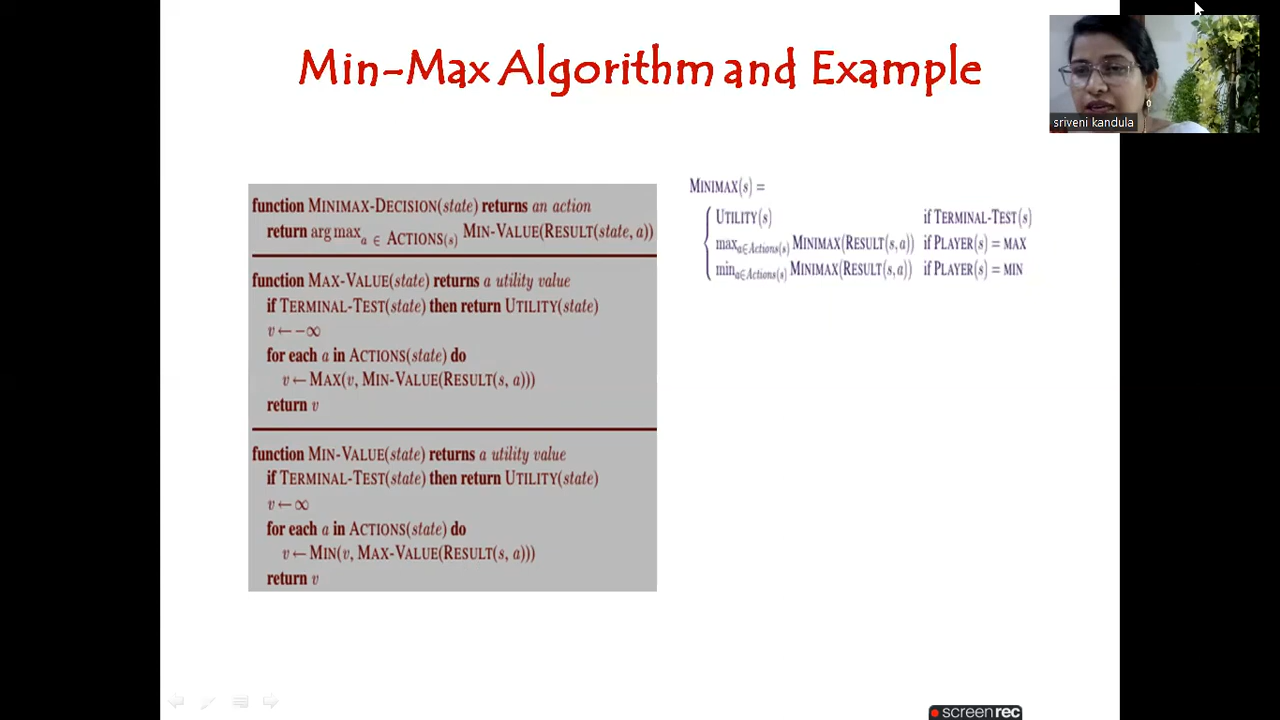 Min-Max Algorithm and Example
sriveni kandula
function MINIMAX-DECISION(state) returns an action
return arg max a ∈ ACTIONS(s) MIN-VALUE(RESULT(state, a))
function MAX-VALUE(state) returns a utility value
if TERMINAL-TEST(state) then return UTILITY(state)
v ← −∞
for each a in ACTIONS(state) do
v ← MAX(v, MIN-VALUE(RESULT(s, a)))
return v
function MIN-VALUE(state) returns a utility value
if TERMINAL-TEST(state) then return UTILITY(state)
v ← ∞
for each a in ACTIONS(state) do
v ← MIN(v, MAX-VALUE(RESULT(s, a)))
return v
MINIMAX(s) =
UTILITY(s) if TERMINAL-TEST(s)
max a∈Actions(s) MINIMAX(RESULT(s, a)) if PLAYER(s) = MAX
min a∈Actions(s) MINIMAX(RESULT(s, a)) if PLAYER(s) = MIN
screenrec